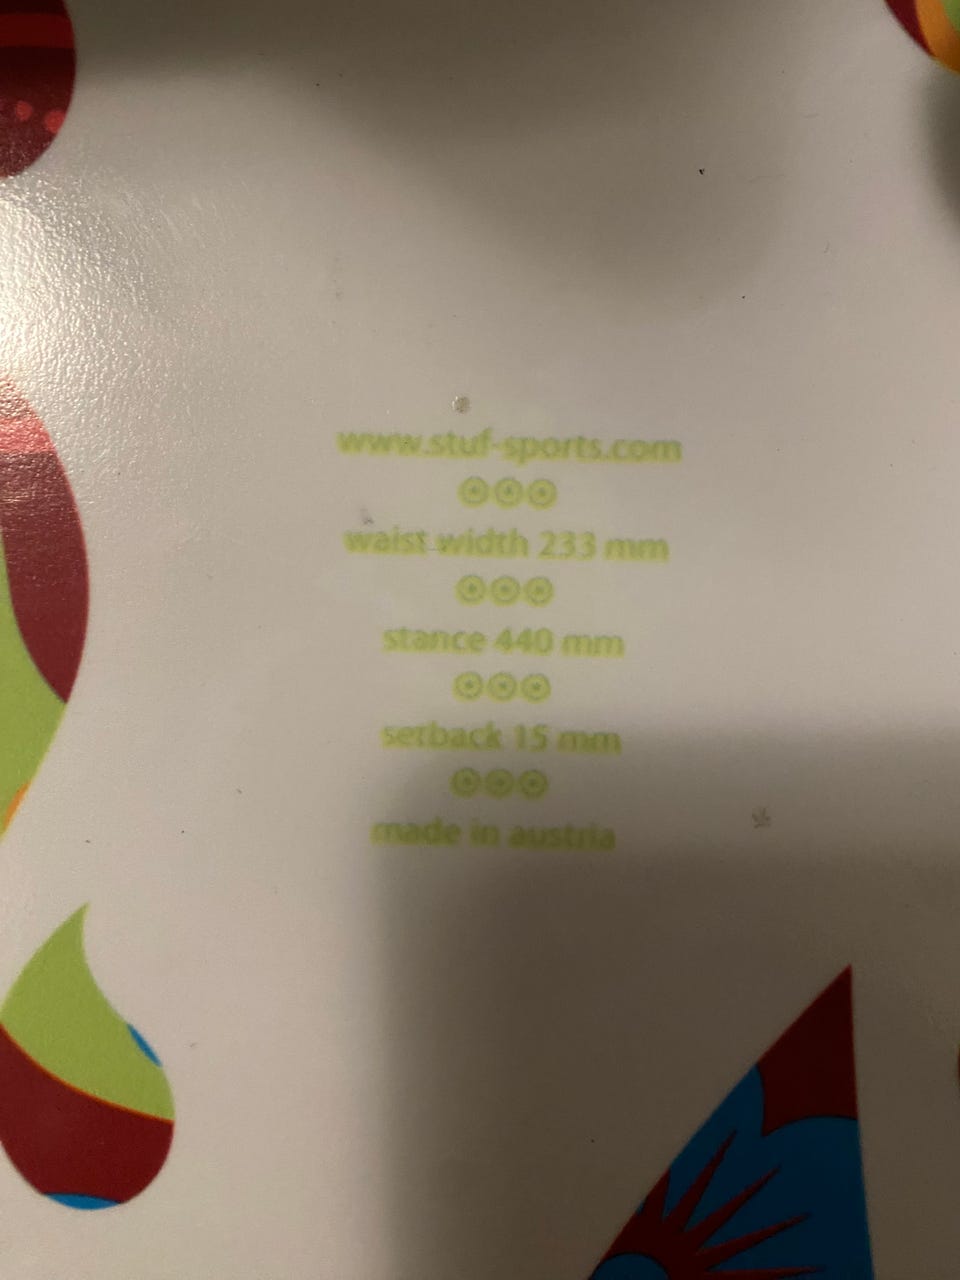 www.stuf-sports.com
waist width 233 mm
stance 440 mm
setback 15 mm
made in austria